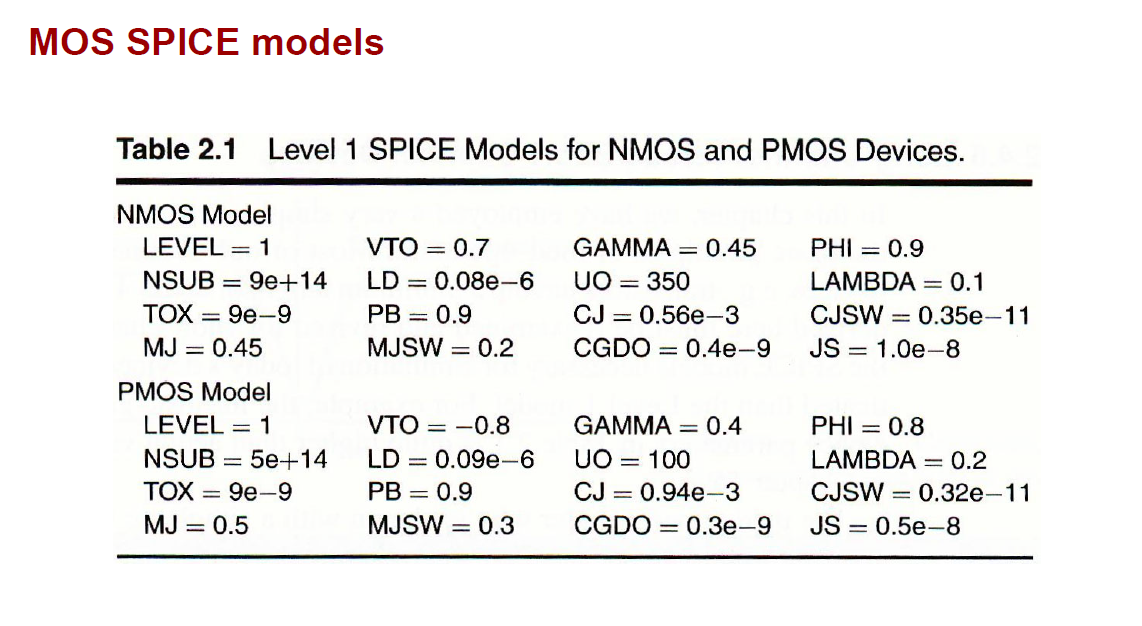 MOS SPICE models
Table 2.1 Level 1 SPICE Models for NMOS and PMOS Devices.
NMOS Model
LEVEL = 1 VTO = 0.7 GAMMA = 0.45 PHI = 0.9
NSUB = 9e+14 LD = 0.08e−6 UO = 350 LAMBDA = 0.1
TOX = 9e−9 PB = 0.9 CJ = 0.56e−3 CJSW = 0.35e−11
MJ = 0.45 MJSW = 0.2 CGDO = 0.4e−9 JS = 1.0e−8
PMOS Model
LEVEL = 1 VTO = −0.8 GAMMA = 0.4 PHI = 0.8
NSUB = 5e+14 LD = 0.09e−6 UO = 100 LAMBDA = 0.2
TOX = 9e−9 PB = 0.9 CJ = 0.94e−3 CJSW = 0.32e−11
MJ = 0.5 MJSW = 0.3 CGDO = 0.3e−9 JS = 0.5e−8